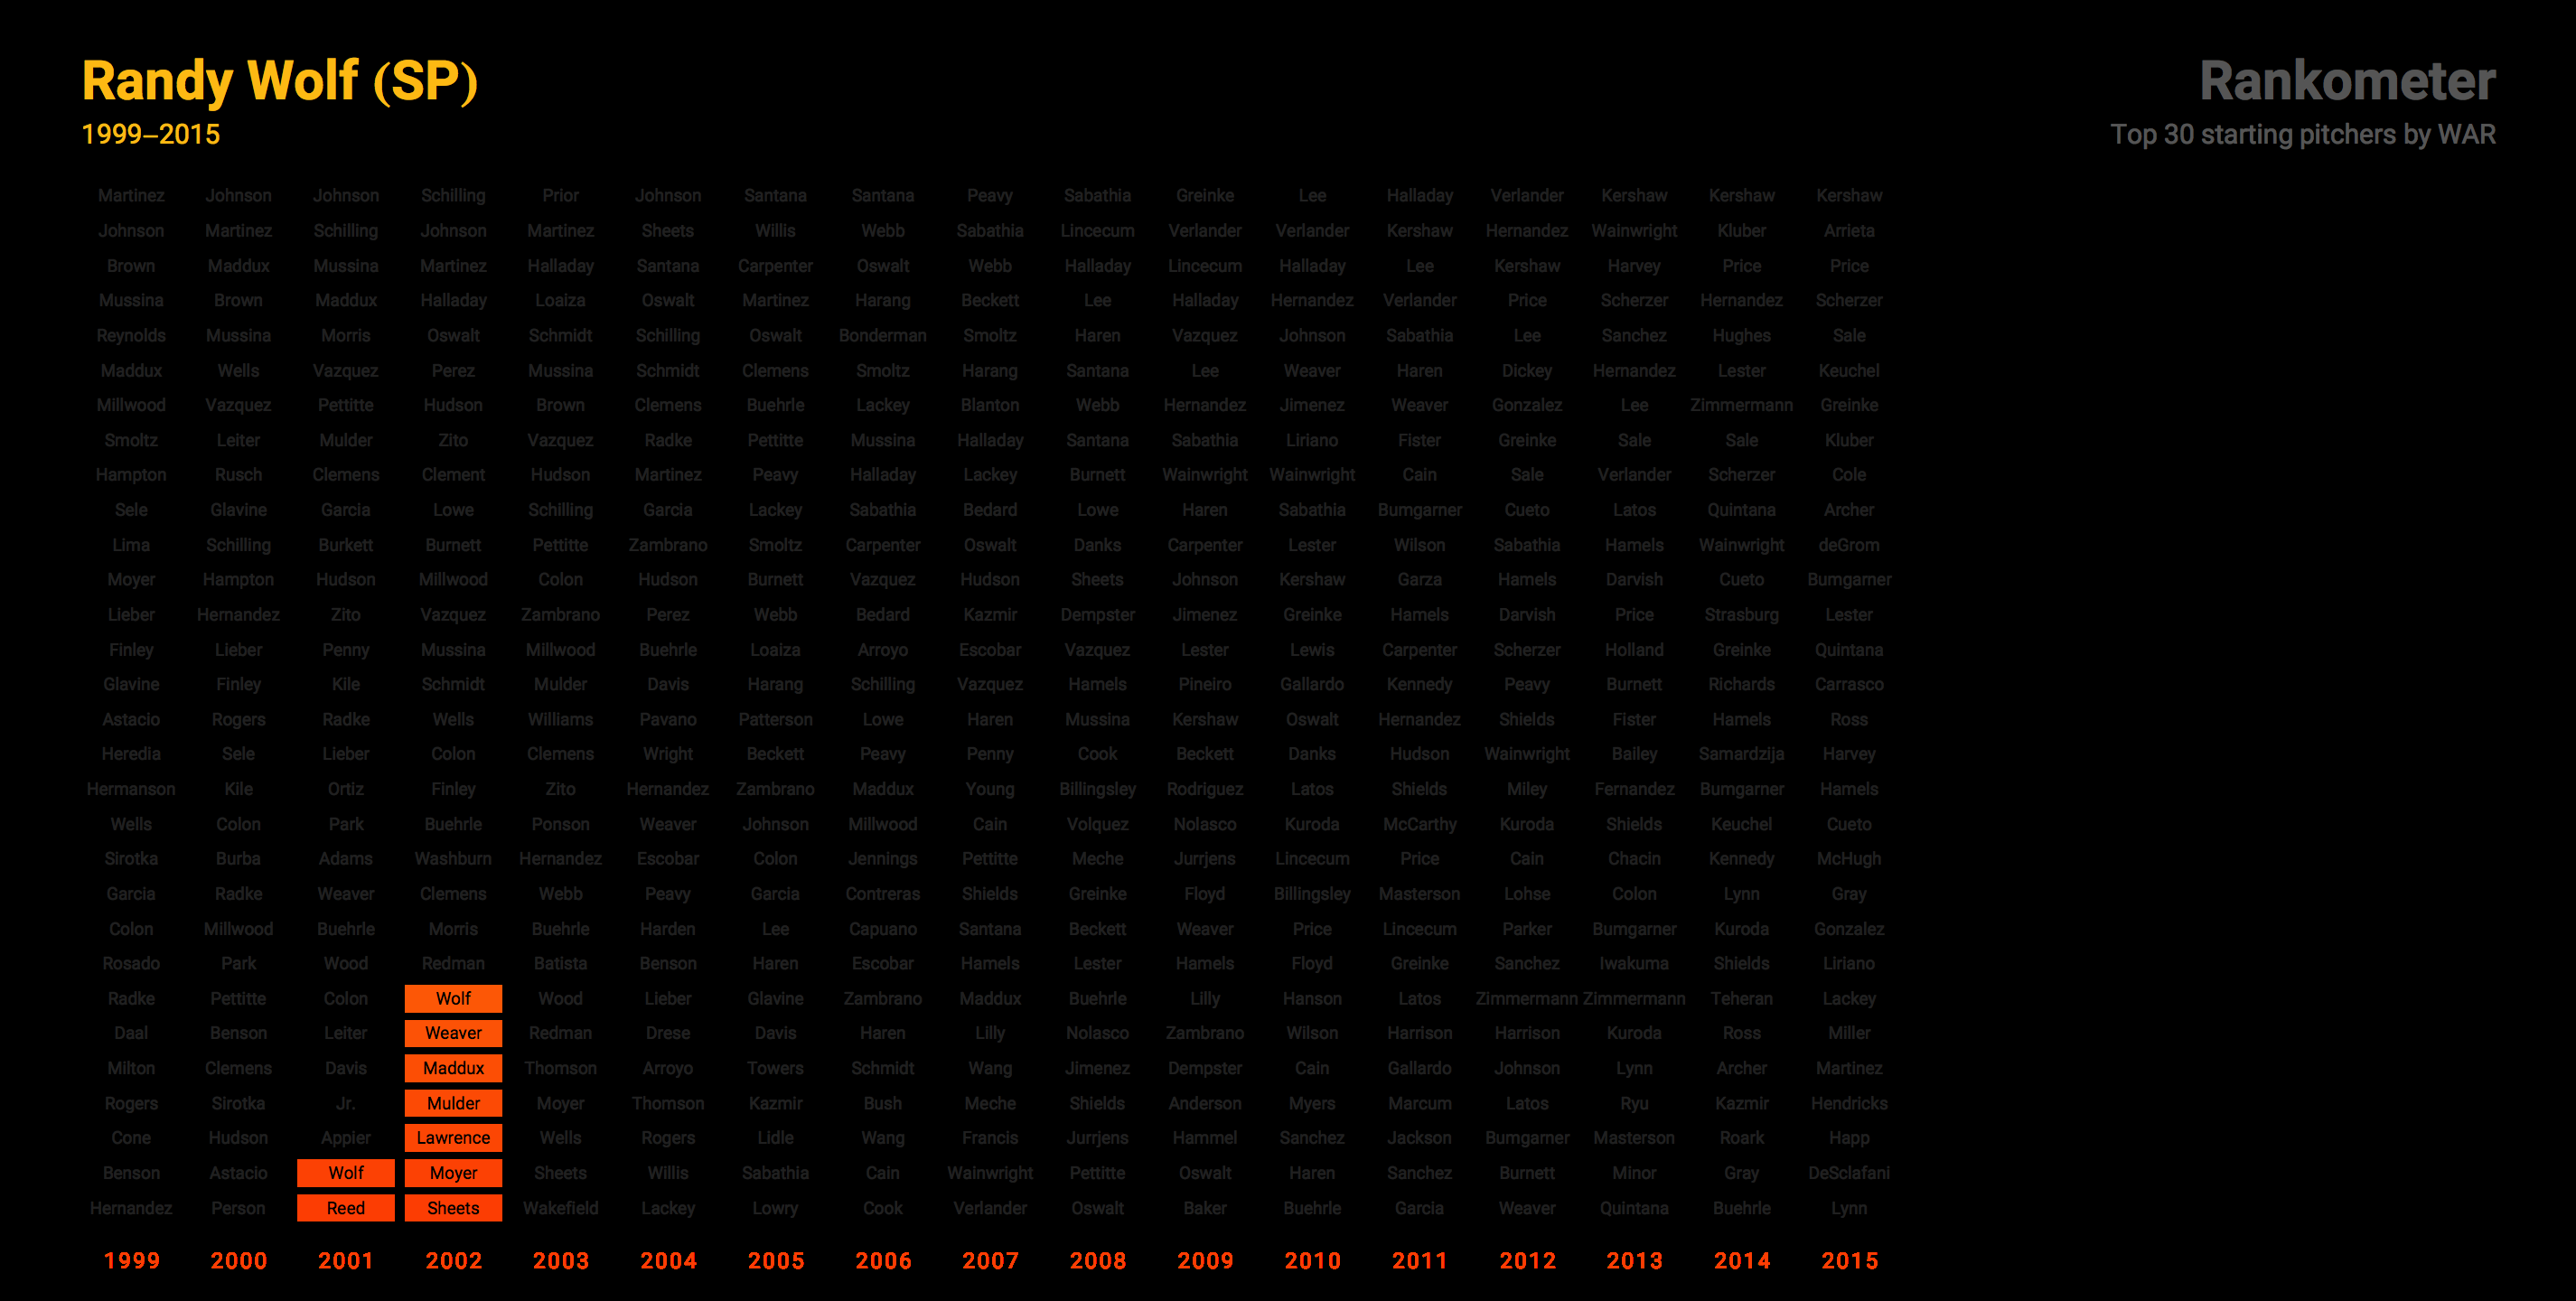 Randy Wolf (SP)
1999–2015
Rankometer
Top 30 starting pitchers by WAR
Martinez Johnson Johnson Schilling Prior Johnson Santana Santana Peavy Sabathia Greinke Lee Halladay Verlander Kershaw Kershaw Kershaw
Johnson Martinez Schilling Johnson Martinez Sheets Willis Webb Sabathia Lincecum Verlander Verlander Kershaw Hernandez Wainwright Kluber Arrieta
Brown Maddux Mussina Martinez Halladay Santana Carpenter Oswalt Webb Halladay Lincecum Halladay Lee Kershaw Harvey Price Price
Mussina Brown Maddux Halladay Loaiza Oswalt Martinez Harang Beckett Lee Halladay Hernandez Verlander Price Scherzer Hernandez Scherzer
Reynolds Mussina Morris Oswalt Schmidt Schilling Oswalt Bonderman Smoltz Haren Vazquez Johnson Sabathia Lee Sanchez Hughes Sale
Maddux Wells Vazquez Perez Mussina Schmidt Clemens Smoltz Harang Santana Lee Weaver Haren Dickey Hernandez Lester Keuchel
Millwood Vazquez Pettitte Hudson Brown Clemens Buehrle Lackey Blanton Webb Hernandez Jimenez Weaver Gonzalez Lee Zimmermann Greinke
Smoltz Leiter Mulder Zito Vazquez Radke Pettitte Mussina Halladay Santana Sabathia Liriano Fister Greinke Sale Sale Kluber
Hampton Rusch Clemens Clement Hudson Martinez Peavy Halladay Lackey Burnett Wainwright Wainwright Cain Sale Verlander Scherzer Cole
Sele Glavine Garcia Lowe Schilling Garcia Lackey Sabathia Bedard Lowe Haren Sabathia Bumgarner Cueto Latos Quintana Archer
Lima Schilling Burkett Burnett Pettitte Zambrano Smoltz Carpenter Oswalt Danks Carpenter Lester Wilson Sabathia Hamels Wainwright deGrom
Moyer Hampton Hudson Millwood Colon Hudson Burnett Vazquez Hudson Sheets Johnson Kershaw Garza Hamels Darvish Cueto Bumgarner
Lieber Hernandez Zito Vazquez Zambrano Perez Webb Bedard Kazmir Dempster Jimenez Greinke Hamels Darvish Price Strasburg Lester
Finley Lieber Penny Mussina Millwood Buehrle Loaiza Arroyo Escobar Vazquez Lester Lewis Carpenter Scherzer Holland Greinke Quintana
Glavine Finley Kile Schmidt Mulder Davis Harang Schilling Vazquez Hamels Pineiro Gallardo Kennedy Peavy Burnett Richards Carrasco
Astacio Rogers Radke Wells Williams Pavano Patterson Lowe Haren Mussina Kershaw Oswalt Hernandez Shields Fister Hamels Ross
Heredia Sele Lieber Colon Clemens Wright Beckett Peavy Penny Cook Beckett Danks Hudson Wainwright Bailey Samardzija Harvey
Hermanson Kile Ortiz Finley Zito Hernandez Zambrano Maddux Young Billingsley Rodriguez Latos Shields Miley Fernandez Bumgarner Hamels
Wells Colon Park Buehrle Ponson Weaver Johnson Millwood Cain Volquez Nolasco Kuroda McCarthy Kuroda Shields Keuchel Cueto
Sirotka Burba Adams Washburn Hernandez Escobar Colon Jennings Pettitte Meche Jurrjens Lincecum Price Cain Chacin Kennedy McHugh
Garcia Radke Weaver Clemens Webb Peavy Garcia Contreras Shields Greinke Floyd Billingsley Masterson Lohse Colon Lynn Gray
Colon Millwood Buehrle Morris Buehrle Harden Lee Capuano Santana Beckett Weaver Price Lincecum Parker Bumgarner Kuroda Gonzalez
Rosado Park Wood Redman Batista Benson Haren Escobar Hamels Lester Hamels Floyd Greinke Sanchez Iwakuma Shields Liriano
Radke Pettitte Colon Wolf Wood Lieber Glavine Zambrano Maddux Buehrle Lilly Hanson Latos Zimmermann Zimmermann Teheran Lackey
Daal Benson Leiter Weaver Redman Drese Davis Haren Lilly Nolasco Zambrano Wilson Harrison Harrison Kuroda Ross Miller
Milton Clemens Davis Maddux Thomson Arroyo Towers Schmidt Wang Jimenez Dempster Cain Gallardo Johnson Lynn Archer Martinez
Rogers Sirotka Jr. Mulder Moyer Thomson Kazmir Bush Meche Shields Anderson Myers Marcum Latos Ryu Kazmir Hendricks
Cone Hudson Appier Lawrence Wells Rogers Lidle Wang Francis Jurrjens Hammel Sanchez Jackson Bumgarner Masterson Roark Happ
Benson Astacio Wolf Moyer Sheets Willis Sabathia Cain Wainwright Pettitte Oswalt Haren Sanchez Burnett Minor Gray DeSclafani
Hernandez Person Reed Sheets Wakefield Lackey Lowry Cook Verlander Oswalt Baker Buehrle Garcia Weaver Quintana Buehrle Lynn
1999 2000 2001 2002 2003 2004 2005 2006 2007 2008 2009 2010 2011 2012 2013 2014 2015